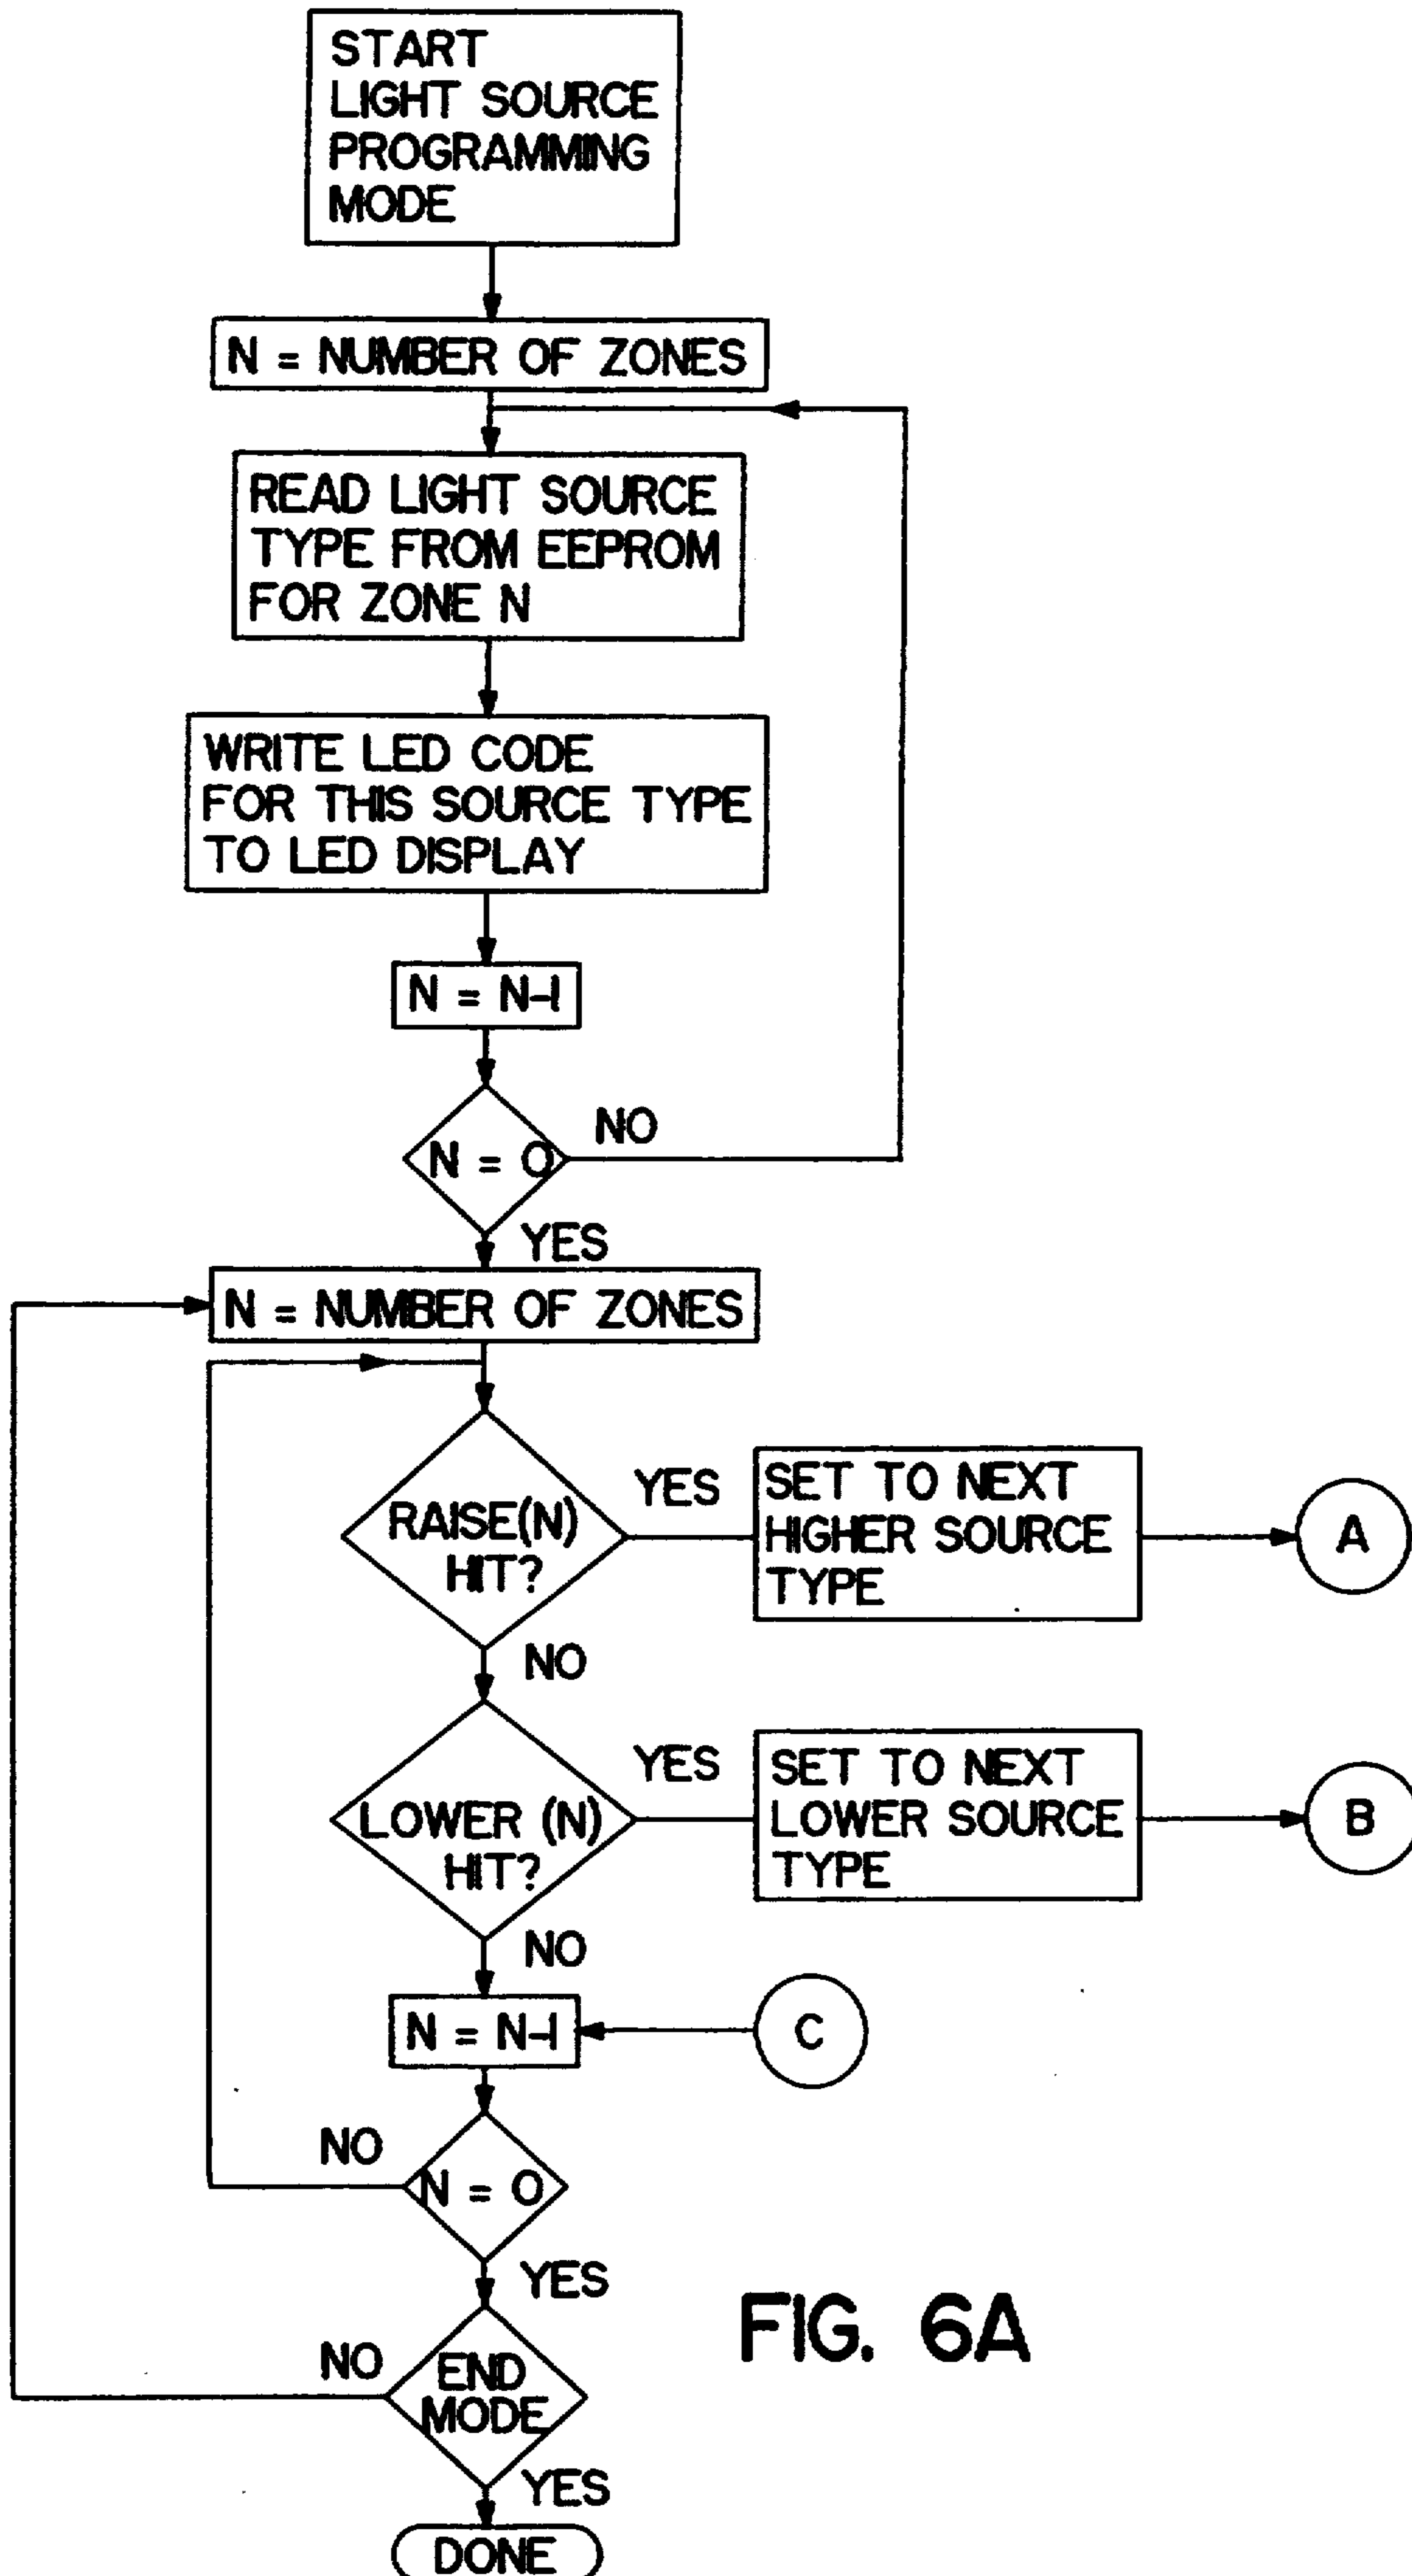 START
LIGHT SOURCE
PROGRAMMING
MODE
N = NUMBER OF ZONES
READ LIGHT SOURCE
TYPE FROM EEPROM
FOR ZONE N
WRITE LED CODE
FOR THIS SOURCE TYPE
TO LED DISPLAY
N = N-1
N = 0
NO
YES
N = NUMBER OF ZONES
RAISE(N)
HIT?
YES
SET TO NEXT
HIGHER SOURCE
TYPE
A
NO
LOWER (N)
HIT?
YES
SET TO NEXT
LOWER SOURCE
TYPE
B
NO
N = N-1
C
N = 0
NO
YES
END
MODE
NO
YES
DONE
FIG. 6A